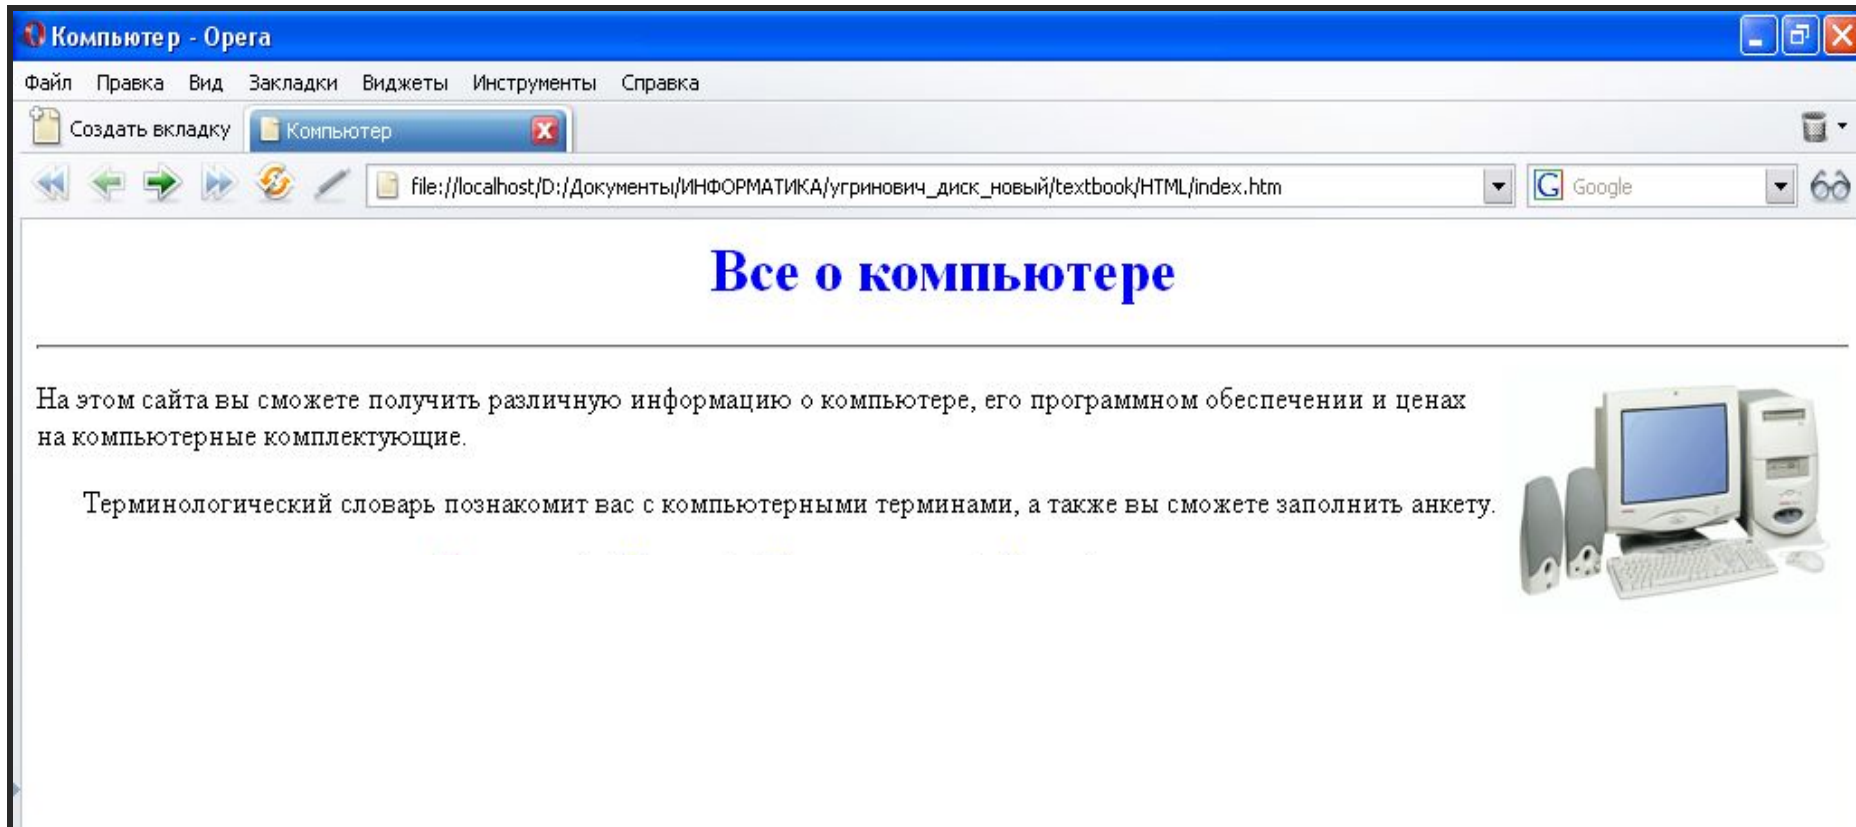 Компьютер - Opera
Файл Правка Вид Закладки Виджеты Инструменты Справка
Создать вкладку Компьютер
file://localhost/D:/Документы/ИНФОРМАТИКА/угринович_диск_новый/textbook/HTML/index.htm G Google
Все о компьютере
На этом сайта вы сможете получить различную информацию о компьютере, его программном обеспечении и ценах
на компьютерные комплектующие.
Терминологический словарь познакомит вас с компьютерными терминами, а также вы сможете заполнить анкету.